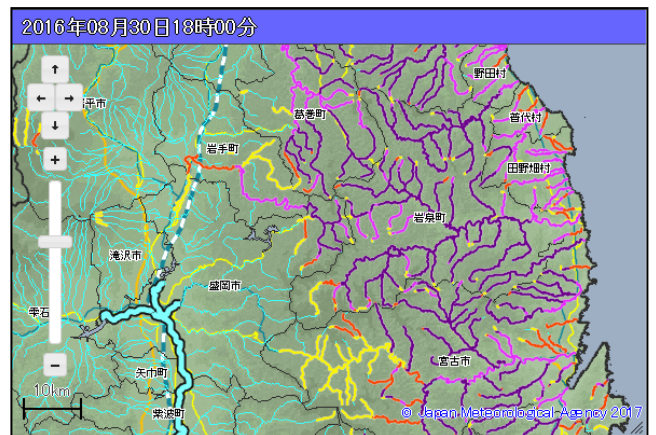 2016年08月30日18時00分
野田村
平市
葛巻町
普代村
岩手町
田野畑村
岩泉町
滝沢市
盛岡市
雫石
宮古市
矢巾町
10km
紫波町
© Japan Meteorological Agency 2017